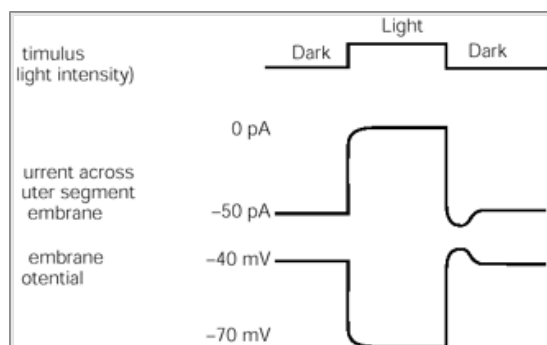 Light
timulus Dark Dark
light intensity)
0 pA
urrent across
uter segment
embrane −50 pA
embrane −40 mV
otential
−70 mV